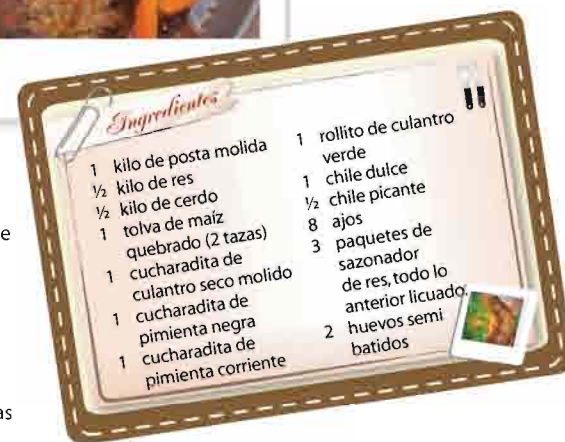 Ingredientes
1 kilo de posta molida
½ kilo de res
½ kilo de cerdo
1 tolva de maíz
quebrado (2 tazas)
1 cucharadita de
culantro seco molido
1 cucharadita de
pimienta negra
1 cucharadita de
pimienta corriente
1 rollito de culantro
verde
1 chile dulce
½ chile picante
8 ajos
3 paquetes de
sazonador
de res, todo lo
anterior licuado
2 huevos semi
batidos
e
as